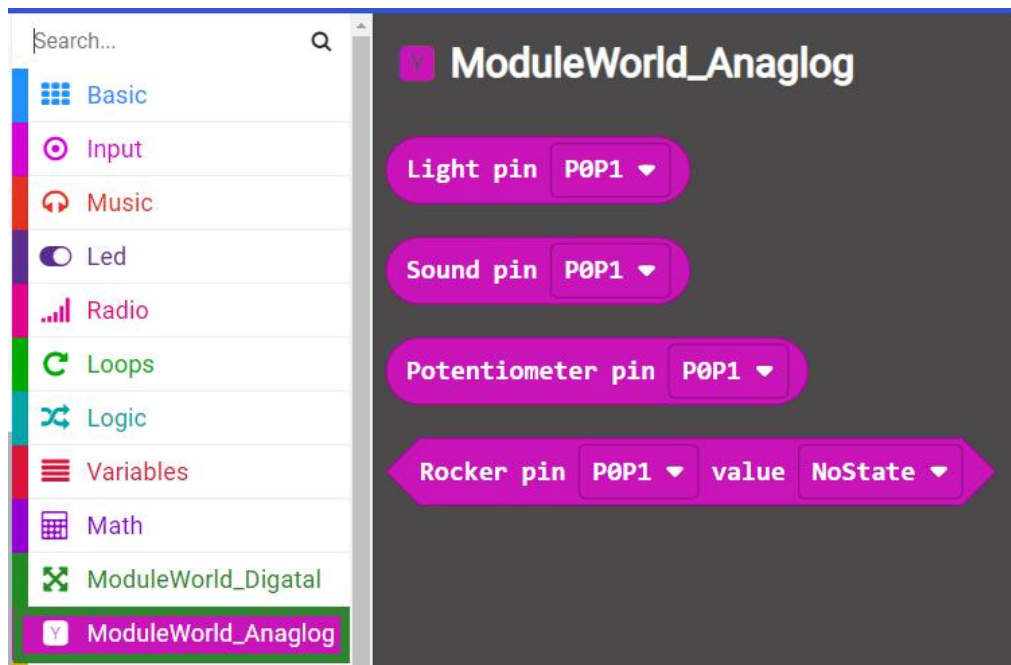 Search...
Basic
Input
Music
Led
Radio
Loops
Logic
Variables
Math
ModuleWorld_Digatal
Y ModuleWorld_Anaglog
Y ModuleWorld_Anaglog
Light pin P0P1
Sound pin P0P1
Potentiometer pin P0P1
Rocker pin P0P1 value NoState